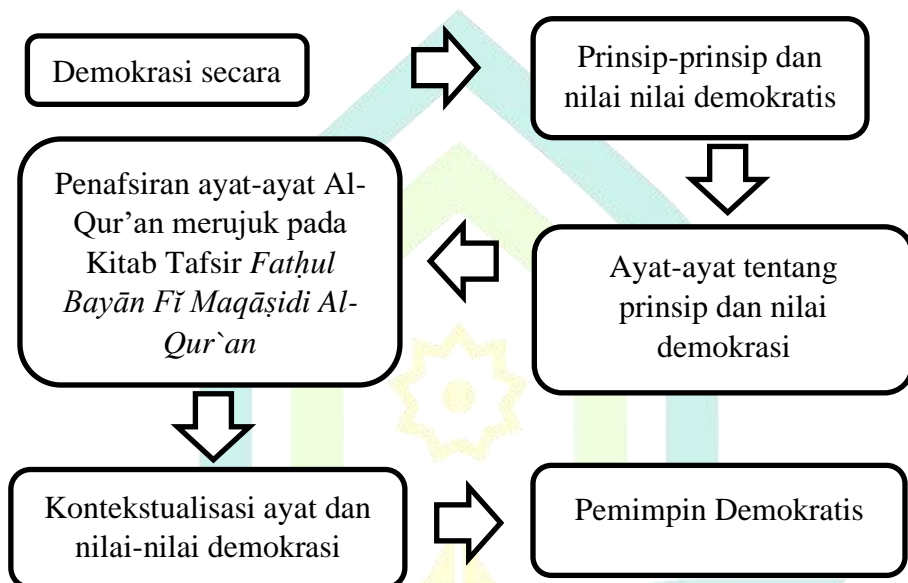 Demokrasi secara
Prinsip-prinsip dan
nilai nilai demokratis
Ayat-ayat tentang
prinsip dan nilai
demokrasi
Penafsiran ayat-ayat Al-
Qur’an merujuk pada
Kitab Tafsir Fatḥul
Bayān Fῐ Maqāṣidi Al-
Qur`an
Kontekstualisasi ayat dan
nilai-nilai demokrasi
Pemimpin Demokratis